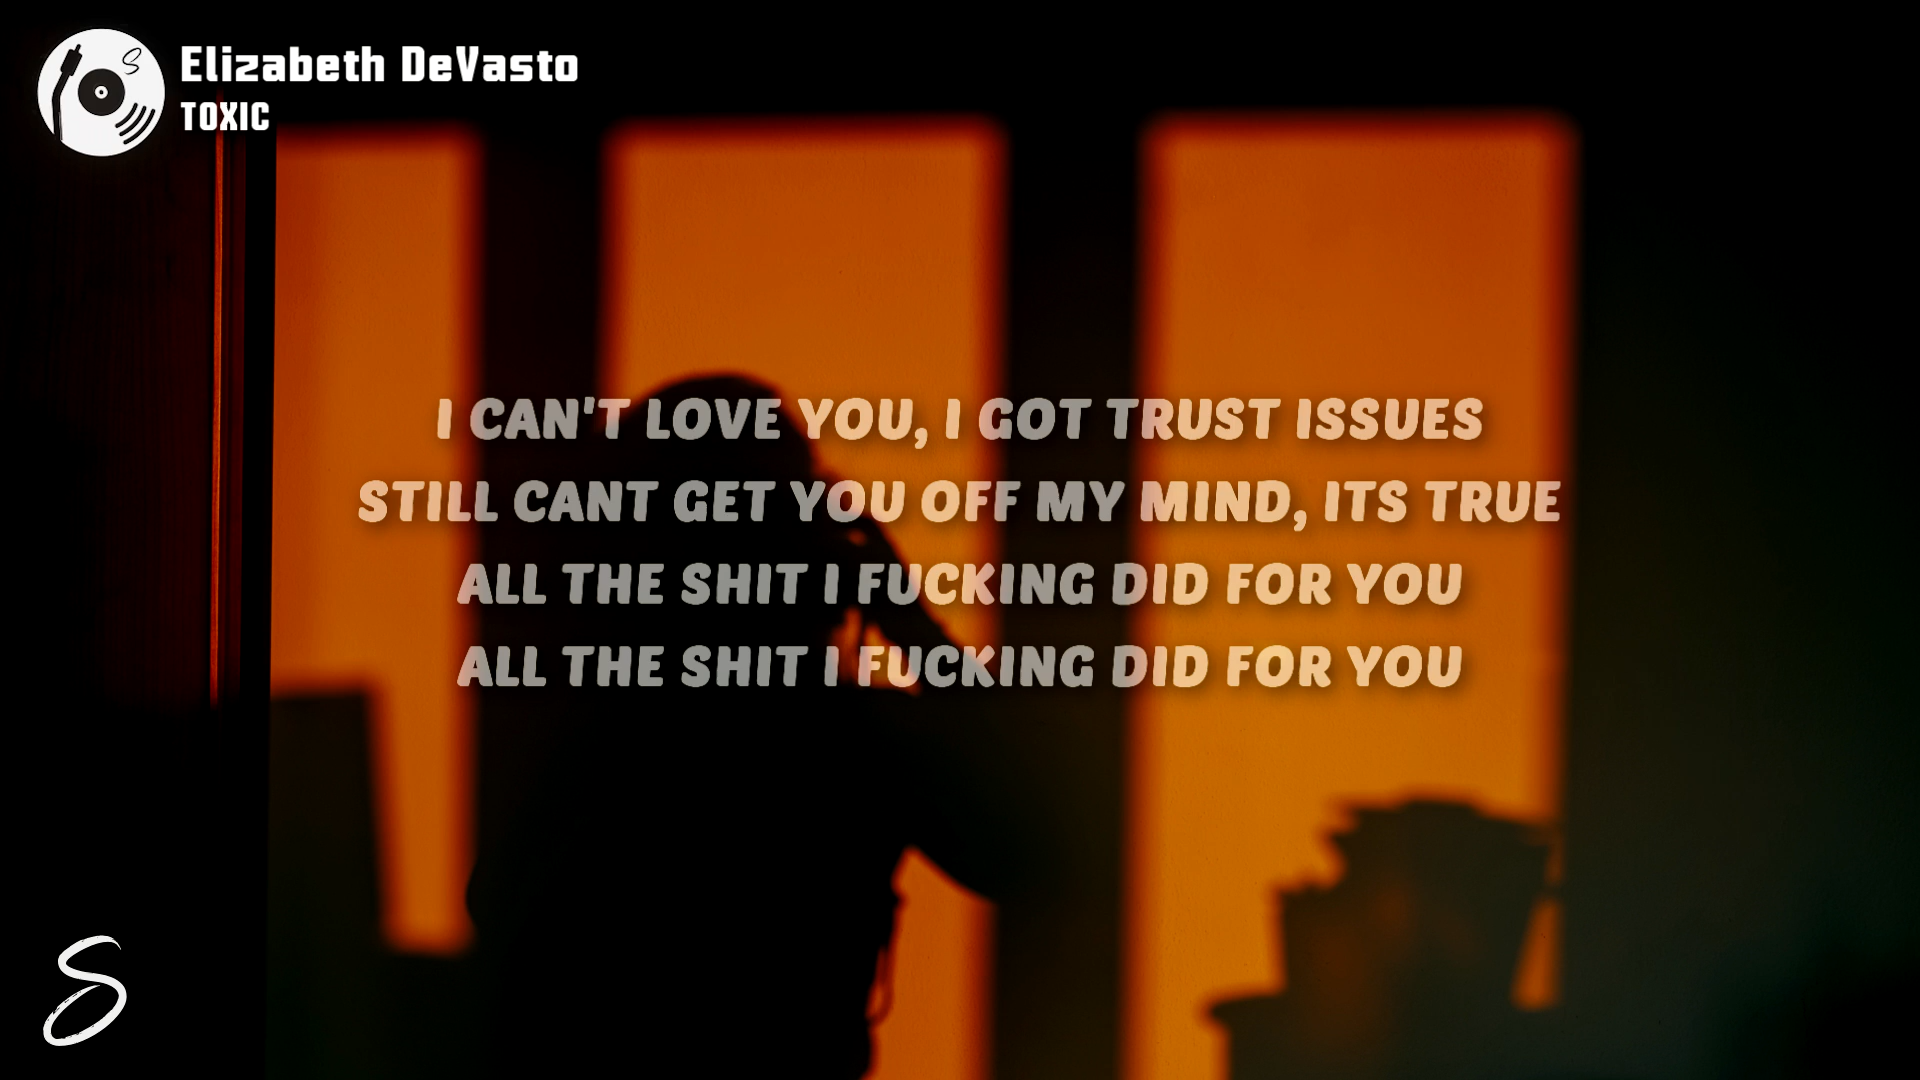 Elizabeth DeVasto
TOXIC
I CAN'T LOVE YOU, I GOT TRUST ISSUES
STILL CANT GET YOU OFF MY MIND, ITS TRUE
ALL THE SHIT I FUCKING DID FOR YOU
ALL THE SHIT I FUCKING DID FOR YOU
S